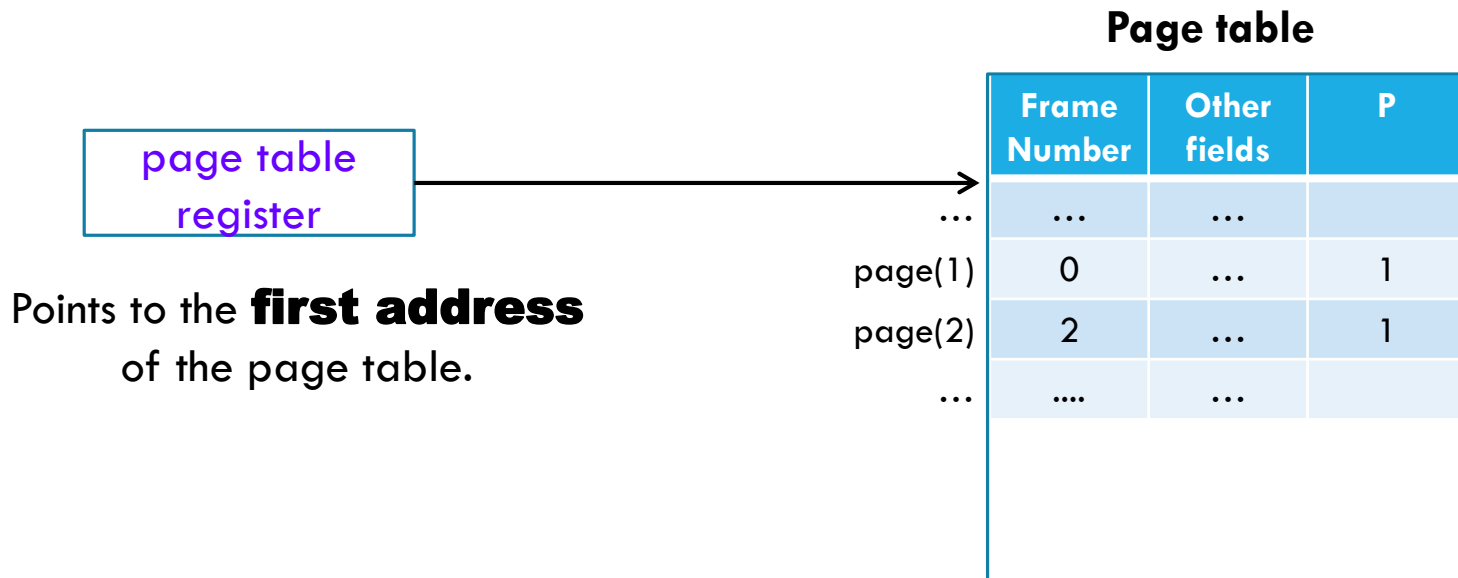 Page table
Frame Number Other fields P
page table
register
… … …
page(1) 0 … 1
Points to the first address
of the page table.
page(2) 2 … 1
… .... …